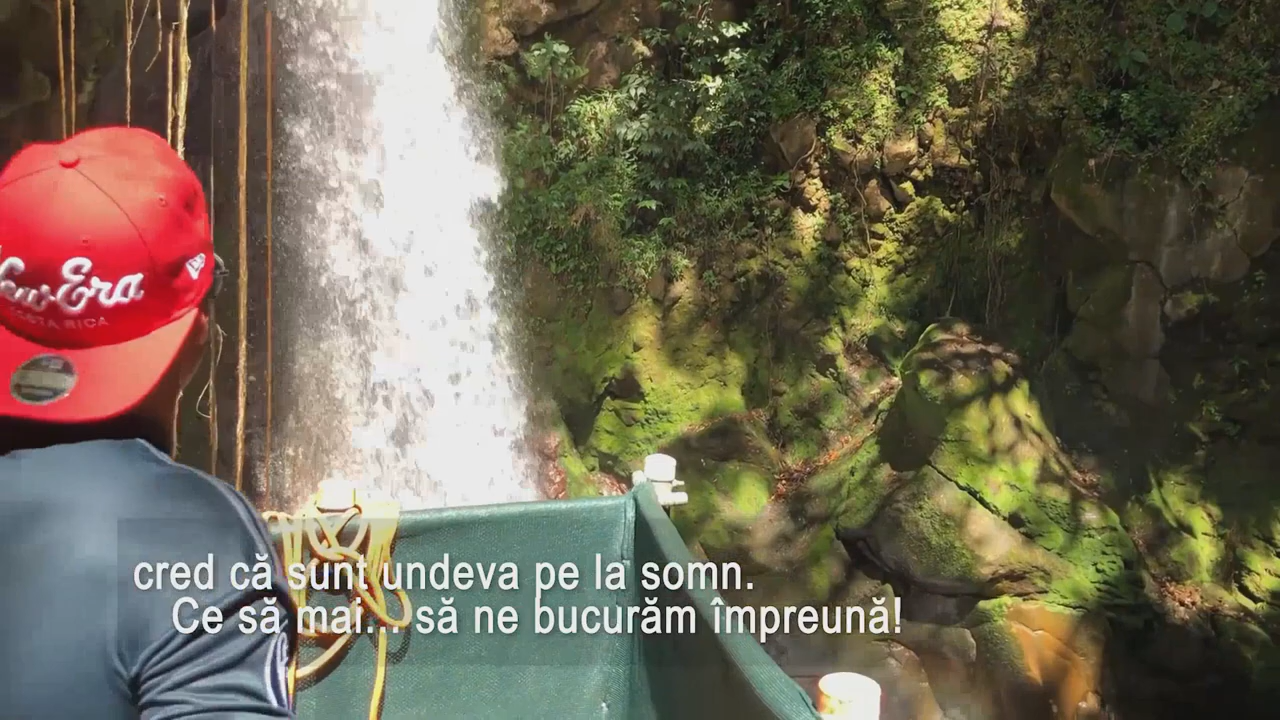 New Era
COSTA RICA
cred că sunt undeva pe la somn.
Ce să mai... să ne bucurăm împreună!